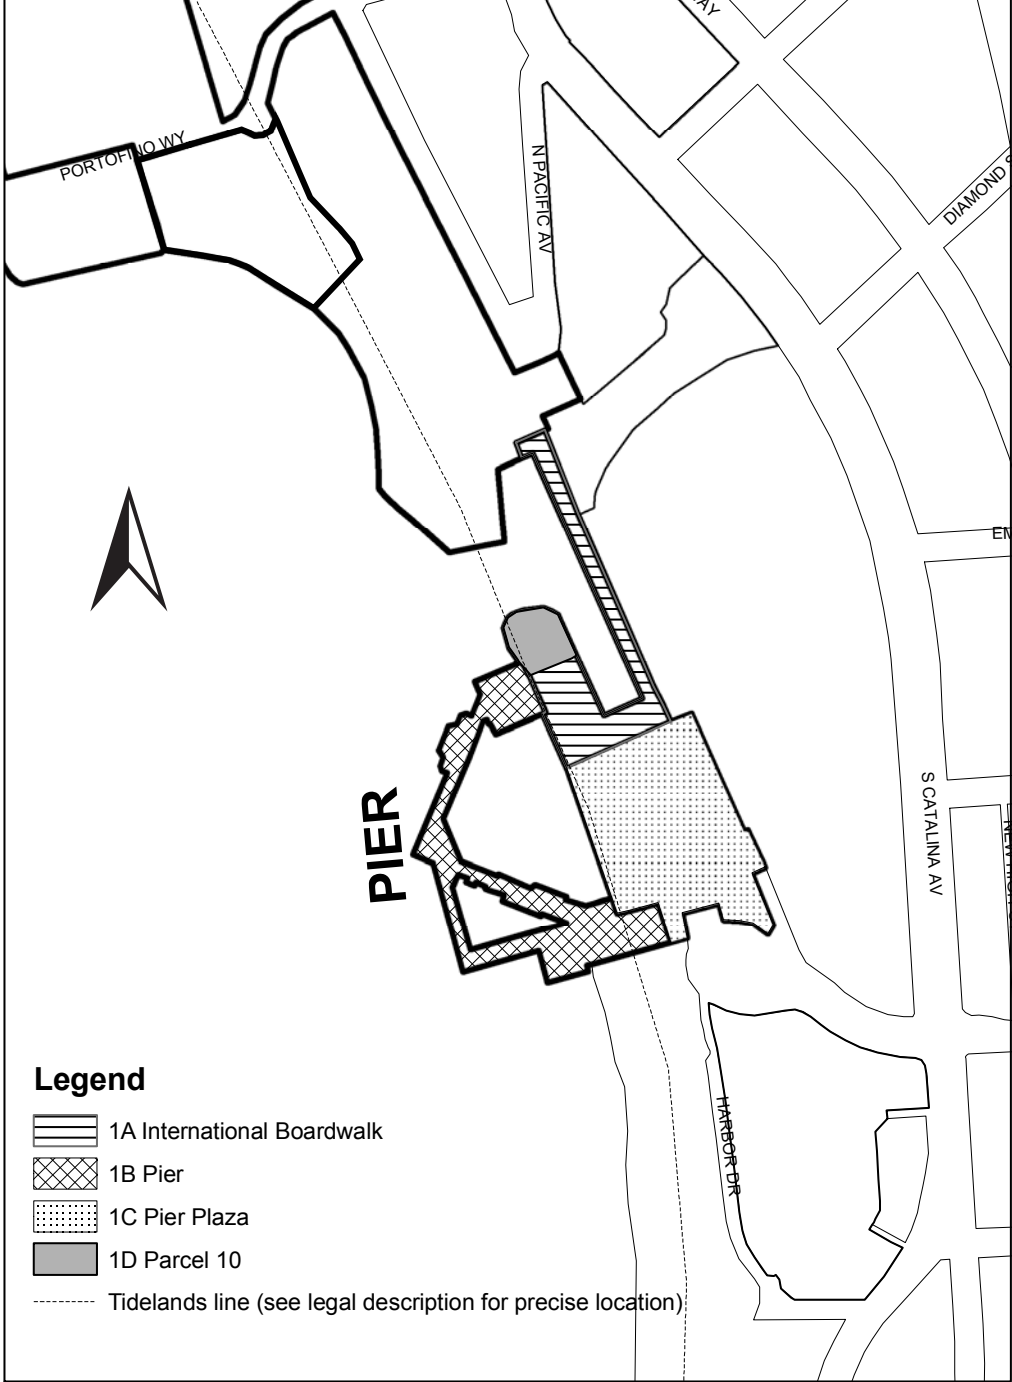 WAY
PORTOFINO WY
N PACIFIC AV
DIAMOND
PIER
S CATALINA AV
Legend
1A International Boardwalk
1B Pier
1C Pier Plaza
1D Parcel 10
Tidelands line (see legal description for precise location)
HARBOR DR